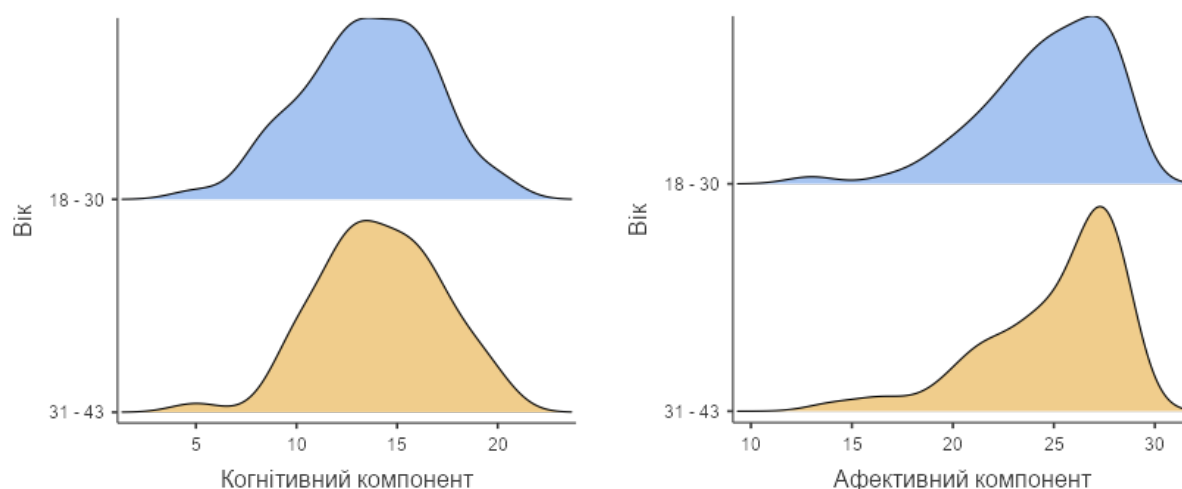 Вік
18 - 30
31 - 43
5 10 15 20
Когнітивний компонент
Вік
18 - 30
31 - 43
10 15 20 25 30
Афективний компонент